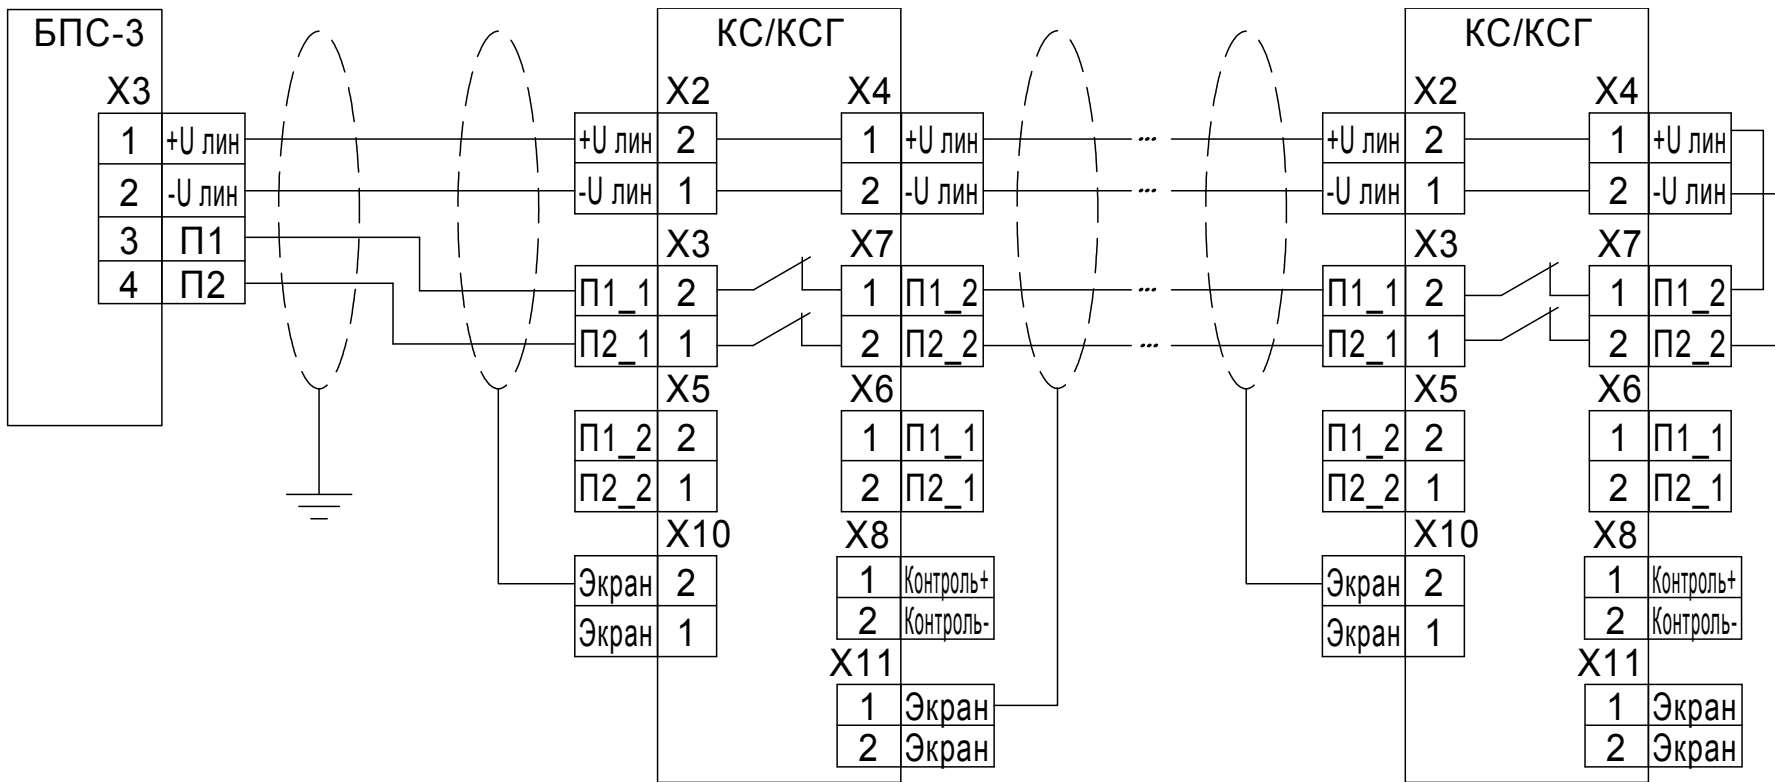 БПС-3 КС/КСГ КС/КСГ
X3 X2 X4 X2 X4
1 +U лин +U лин 2 1 +U лин ... +U лин 2 1 +U лин
2 -U лин -U лин 1 2 -U лин ... -U лин 1 2 -U лин
3 П1 X3 X7 X3 X7
4 П2 П1_1 2 1 П1_2 ... П1_1 2 1 П1_2
П2_1 1 2 П2_2 ... П2_1 1 2 П2_2
X5 X6 X5 X6
П1_2 2 1 П1_1 П1_2 2 1 П1_1
П2_2 1 2 П2_1 П2_2 1 2 П2_1
X10 X8 X10 X8
Экран 2 1 Контроль+ Экран 2 1 Контроль+
Экран 1 2 Контроль- Экран 1 2 Контроль-
X11 X11
1 Экран 1 Экран
2 Экран 2 Экран